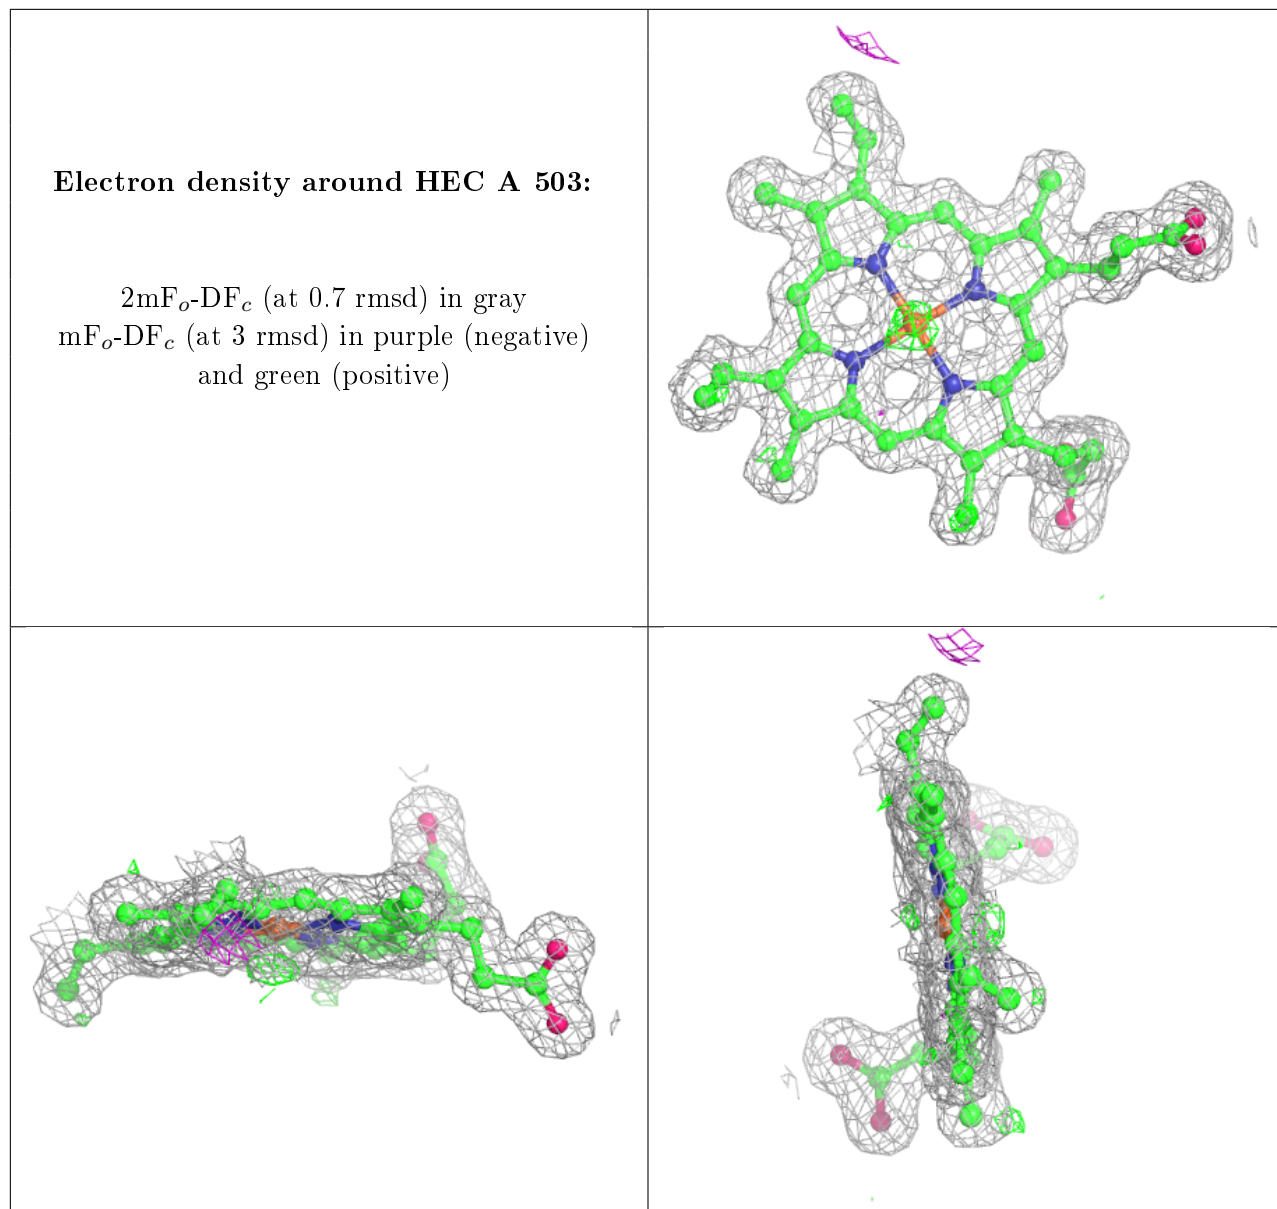 Electron density around HEC A 503:
2mFₒ-DF𝒸 (at 0.7 rmsd) in gray
mFₒ-DF𝒸 (at 3 rmsd) in purple (negative)
and green (positive)